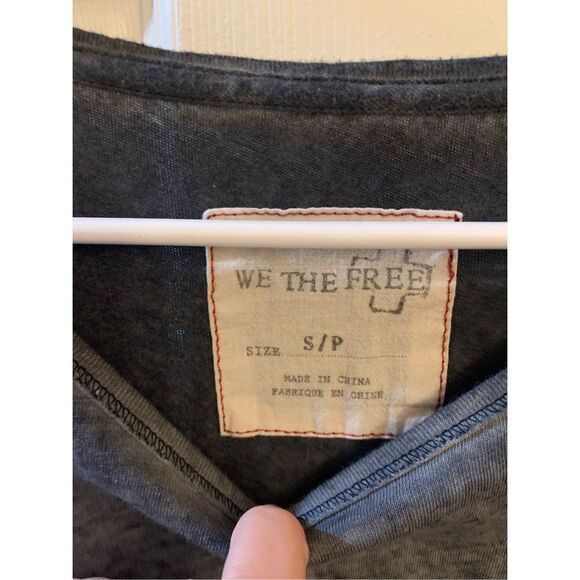 WE THE FREE
SIZE S/P
MADE IN CHINA
FABRIQUE EN CHINE